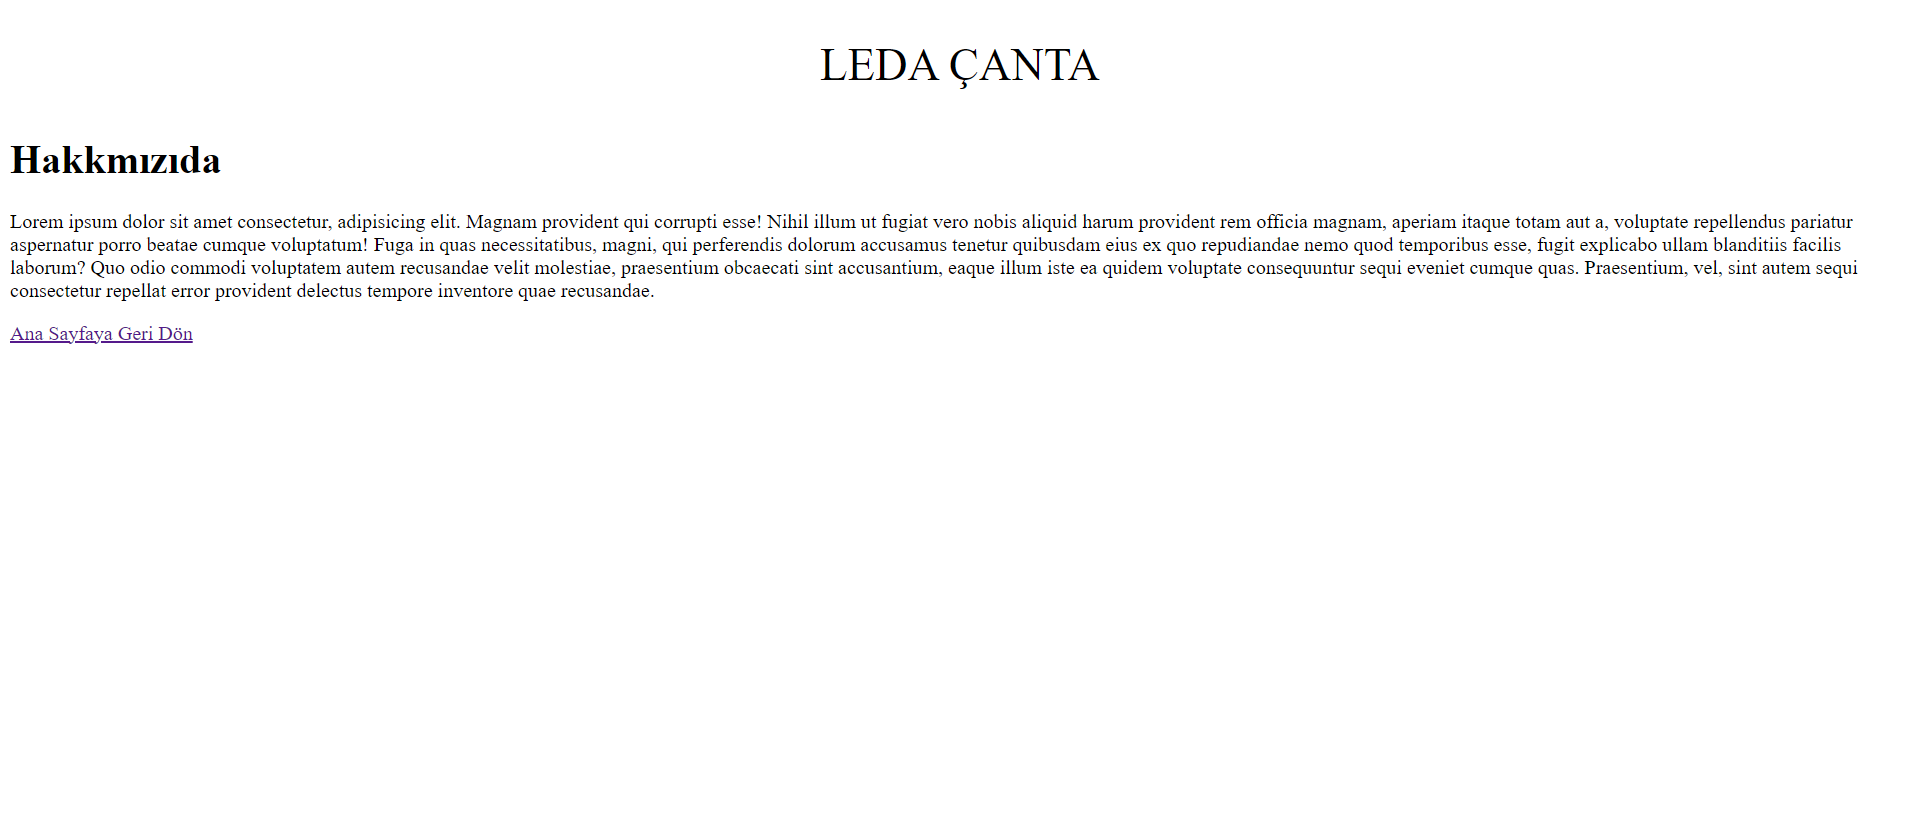 LEDA ÇANTA
Hakkmızıda
Lorem ipsum dolor sit amet consectetur, adipisicing elit. Magnam provident qui corrupti esse! Nihil illum ut fugiat vero nobis aliquid harum provident rem officia magnam, aperiam itaque totam aut a, voluptate repellendus pariatur
aspernatur porro beatae cumque voluptatum! Fuga in quas necessitatibus, magni, qui perferendis dolorum accusamus tenetur quibusdam eius ex quo repudiandae nemo quod temporibus esse, fugit explicabo ullam blanditiis facilis
laborum? Quo odio commodi voluptatem autem recusandae velit molestiae, praesentium obcaecati sint accusantium, eaque illum iste ea quidem voluptate consequuntur sequi eveniet cumque quas. Praesentium, vel, sint autem sequi
consectetur repellat error provident delectus tempore inventore quae recusandae.
Ana Sayfaya Geri Dön